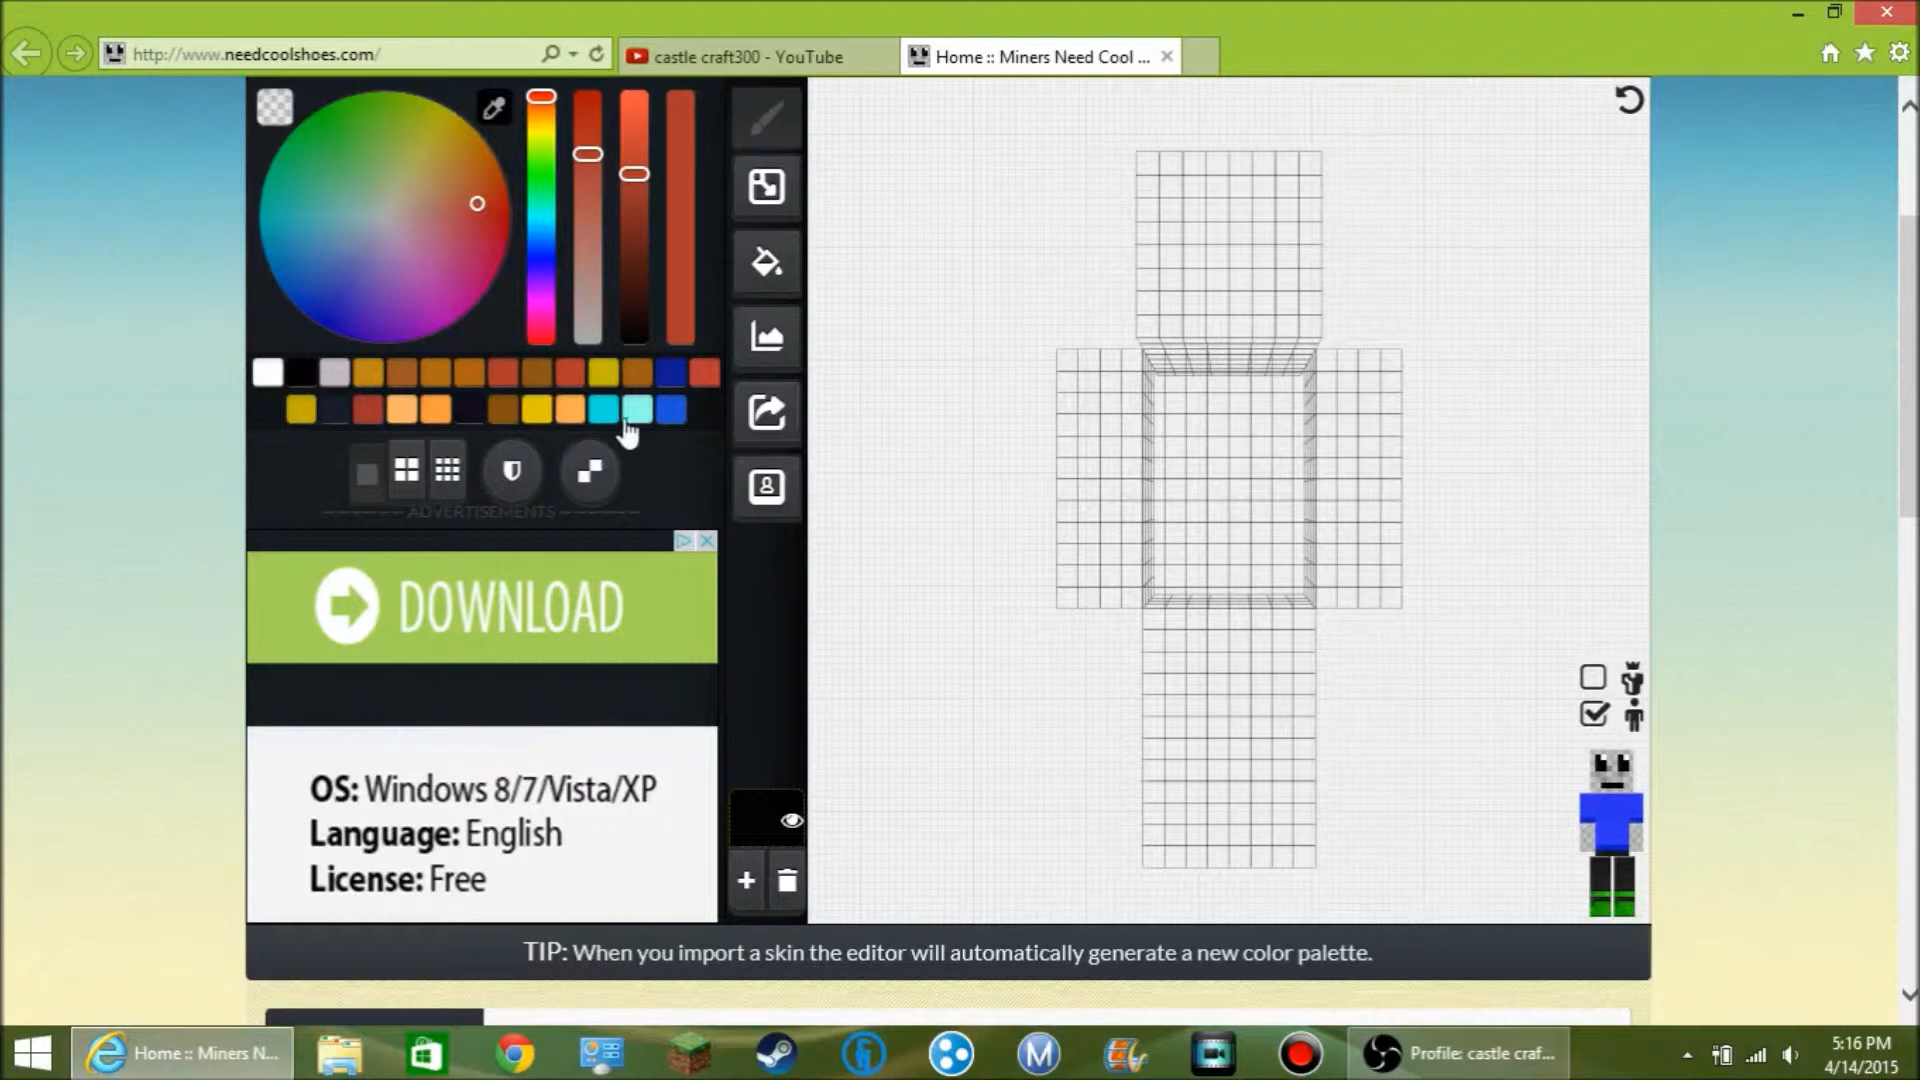 http://www.needcoolshoes.com/
castle craft300 - YouTube
Home :: Miners Need Cool ...
ADVERTISEMENTS
DOWNLOAD
OS: Windows 8/7/Vista/XP
Language: English
License: Free
TIP: When you import a skin the editor will automatically generate a new color palette.
Home :: Miners N...
M
Profile: castle craf...
5:16 PM
4/14/2015